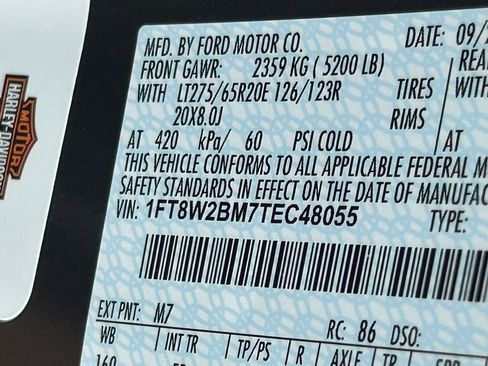 MFD. BY FORD MOTOR CO. DATE: 09/
FRONT GAWR: 2359 KG ( 5200 LB) REA
WITH LT275/65R20E 126/123R TIRES WITH
20X8.0J RIMS
AT 420 kPa/ 60 PSI COLD AT
THIS VEHICLE CONFORMS TO ALL APPLICABLE FEDERAL M
SAFETY STANDARDS IN EFFECT ON THE DATE OF MANUFAC
VIN: 1FT8W2BM7TEC48055 TYPE:
EXT PNT: M7 RC: 86 DSO:
WB INT TR TP/PS R AXLE TR SPR
160
MOTOR
HARLEY-DAVIDSO